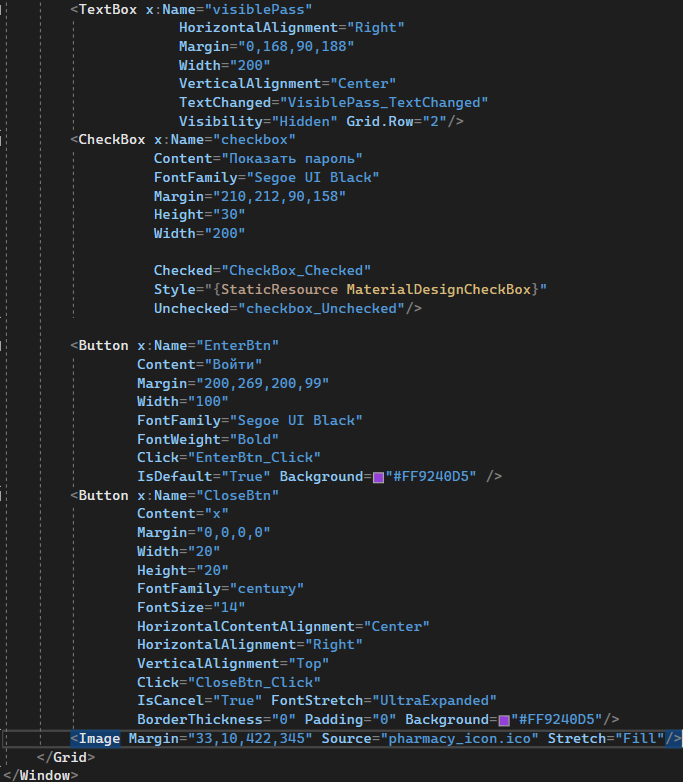 <TextBox x:Name="visiblePass"
HorizontalAlignment="Right"
Margin="0,168,90,188"
Width="200"
VerticalAlignment="Center"
TextChanged="VisiblePass_TextChanged"
Visibility="Hidden" Grid.Row="2"/>
<CheckBox x:Name="checkbox"
Content="Показать пароль"
FontFamily="Segoe UI Black"
Margin="210,212,90,158"
Height="30"
Width="200"
Checked="CheckBox_Checked"
Style="{StaticResource MaterialDesignCheckBox}"
Unchecked="checkbox_Unchecked"/>
<Button x:Name="EnterBtn"
Content="Войти"
Margin="200,269,200,99"
Width="100"
FontFamily="Segoe UI Black"
FontWeight="Bold"
Click="EnterBtn_Click"
IsDefault="True" Background="#FF9240D5" />
<Button x:Name="CloseBtn"
Content="x"
Margin="0,0,0,0"
Width="20"
Height="20"
FontFamily="century"
FontSize="14"
HorizontalContentAlignment="Center"
HorizontalAlignment="Right"
VerticalAlignment="Top"
Click="CloseBtn_Click"
IsCancel="True" FontStretch="UltraExpanded"
BorderThickness="0" Padding="0" Background="#FF9240D5"/>
<Image Margin="33,10,422,345" Source="pharmacy_icon.ico" Stretch="Fill"/>
</Grid>
</Window>